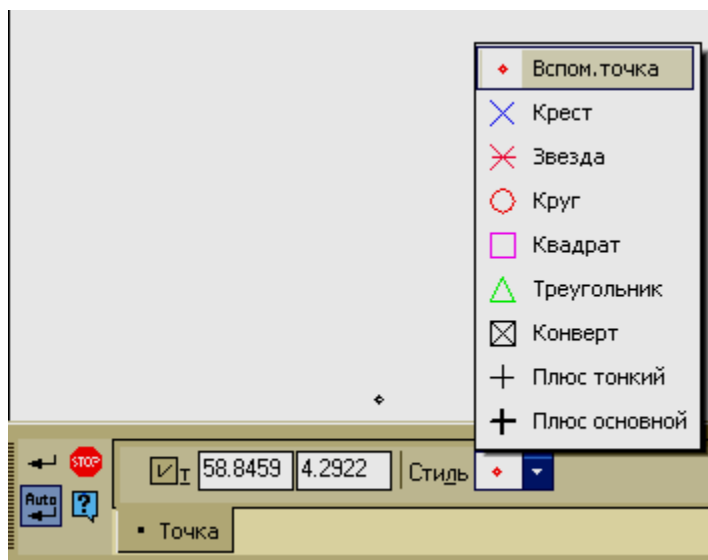 Вспом.точка
Крест
Звезда
Круг
Квадрат
Треугольник
Конверт
Плюс тонкий
Плюс основной
STOP т 58.8459 4.2922 Стиль
Auto ?
Точка